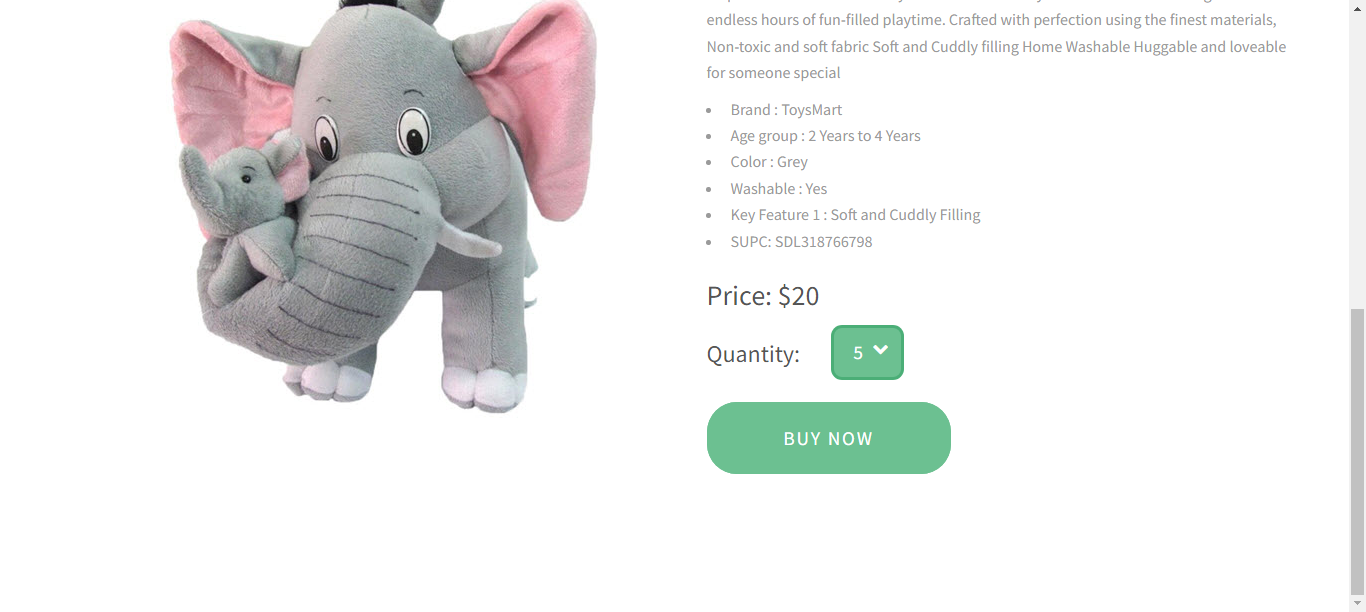 endless hours of fun-filled playtime. Crafted with perfection using the finest materials,
Non-toxic and soft fabric Soft and Cuddly filling Home Washable Huggable and loveable
for someone special
Brand : ToysMart
Age group : 2 Years to 4 Years
Color : Grey
Washable : Yes
Key Feature 1 : Soft and Cuddly Filling
SUPC: SDL318766798
Price: $20
Quantity: 5
BUY NOW